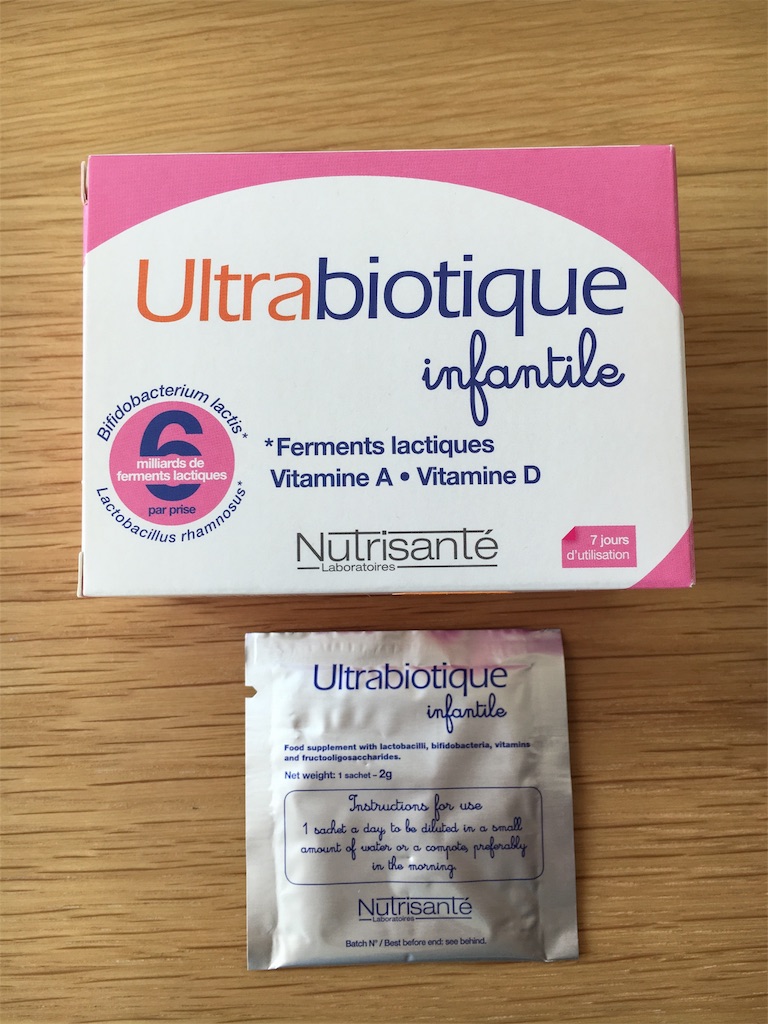 Ultrabiotique
infantile
Bifidobacterium lactis*
6
milliards de
ferments lactiques
par prise
Lactobacillus rhamnosus*
*Ferments lactiques
Vitamine A • Vitamine D
Nutrisanté
Laboratoires
7 jours
d'utilisation
Ultrabiotique
infantile
Food supplement with lactobacilli, bifidobacteria, vitamins
and fructooligosaccharides.
Net weight: 1 sachet - 2g
Instructions for use
1 sachet a day, to be diluted in a small
amount of water or a compote, preferably
in the morning.
Nutrisanté
Laboratoires
Batch N° / Best before end: see behind.